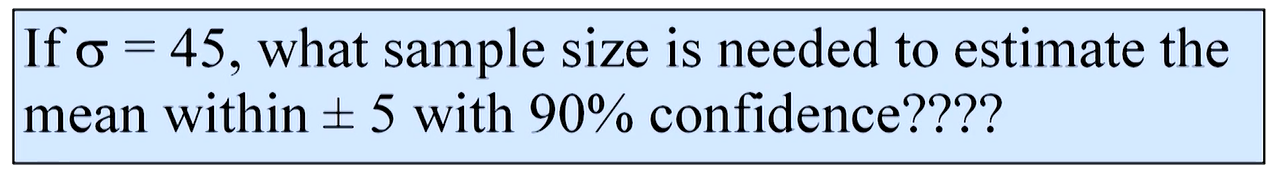 If σ = 45, what sample size is needed to estimate the
mean within ± 5 with 90% confidence????